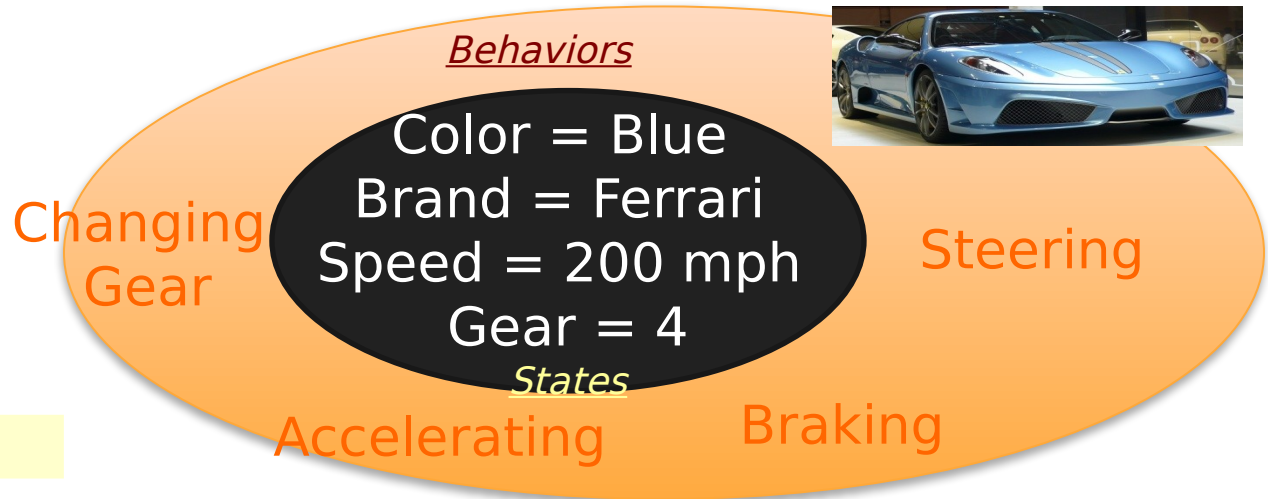 Behaviors
Color = Blue
Brand = Ferrari
Speed = 200 mph
Gear = 4
States
Changing
Gear
Steering
Accelerating
Braking